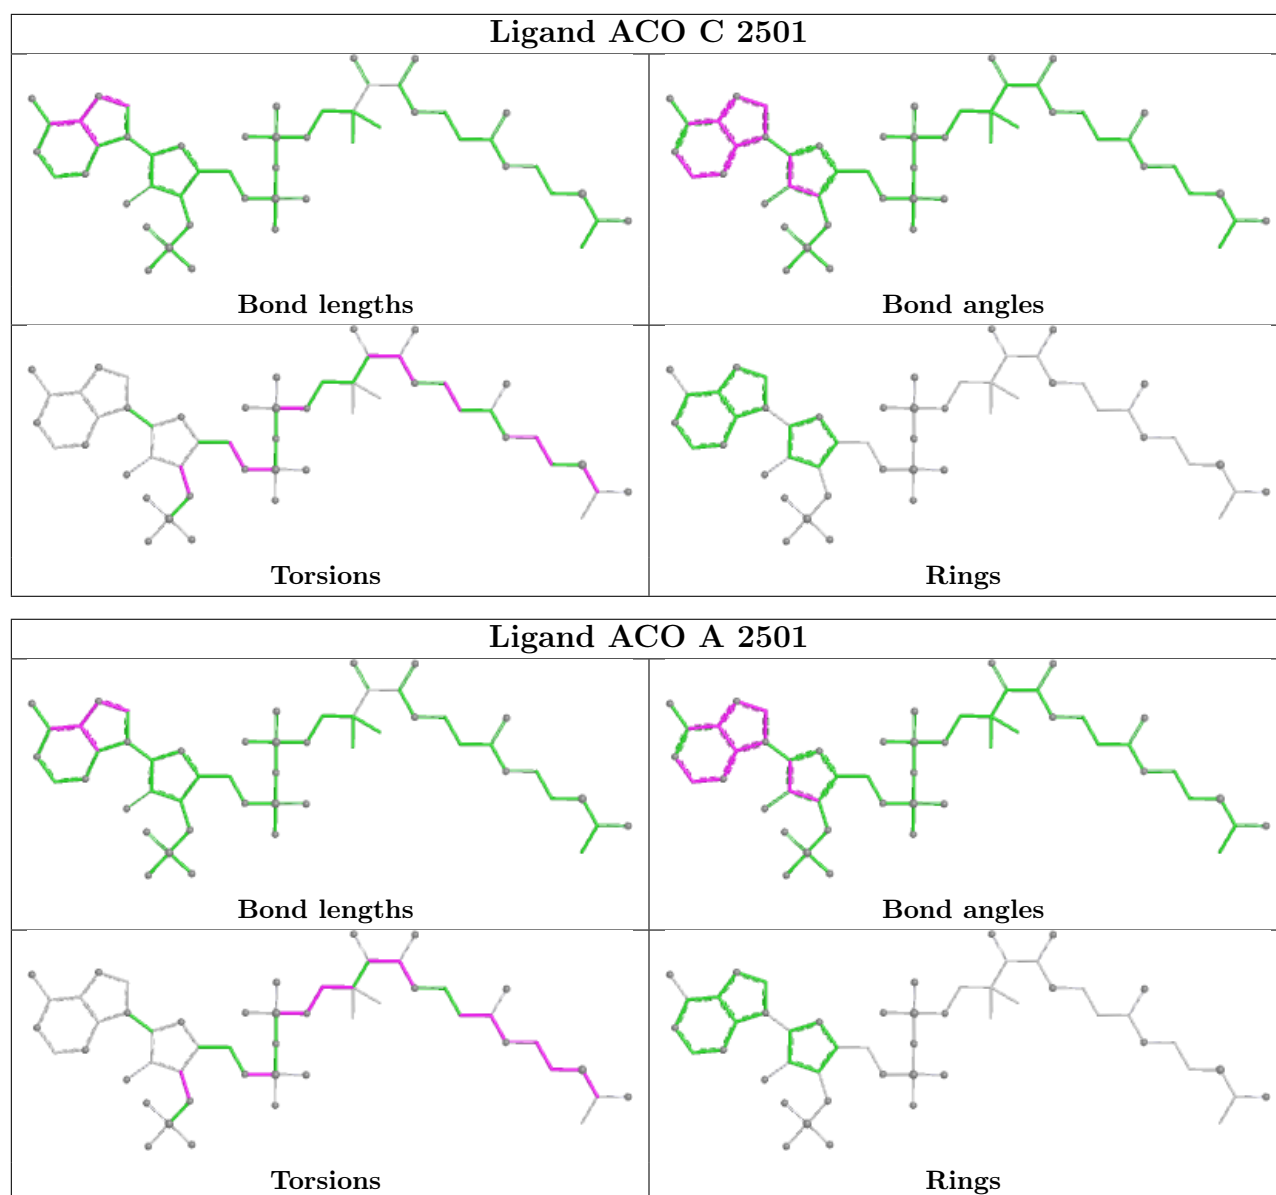 Ligand ACO C 2501
Bond lengths
Bond angles
Torsions
Rings
Ligand ACO A 2501
Bond lengths
Bond angles
Torsions
Rings